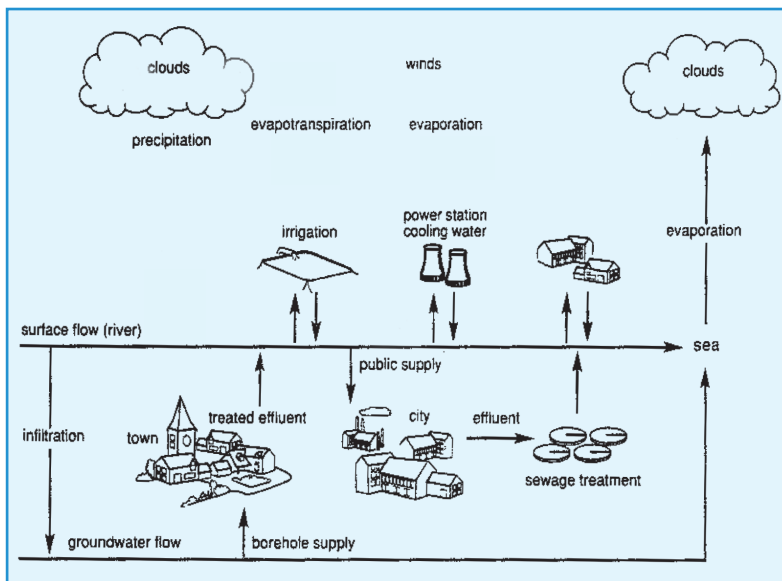 clouds
winds
clouds
precipitation
evapotranspiration
evaporation
irrigation
power station
cooling water
evaporation
surface flow (river)
sea
public supply
infiltration
town
treated effluent
city
effluent
sewage treatment
groundwater flow
borehole supply